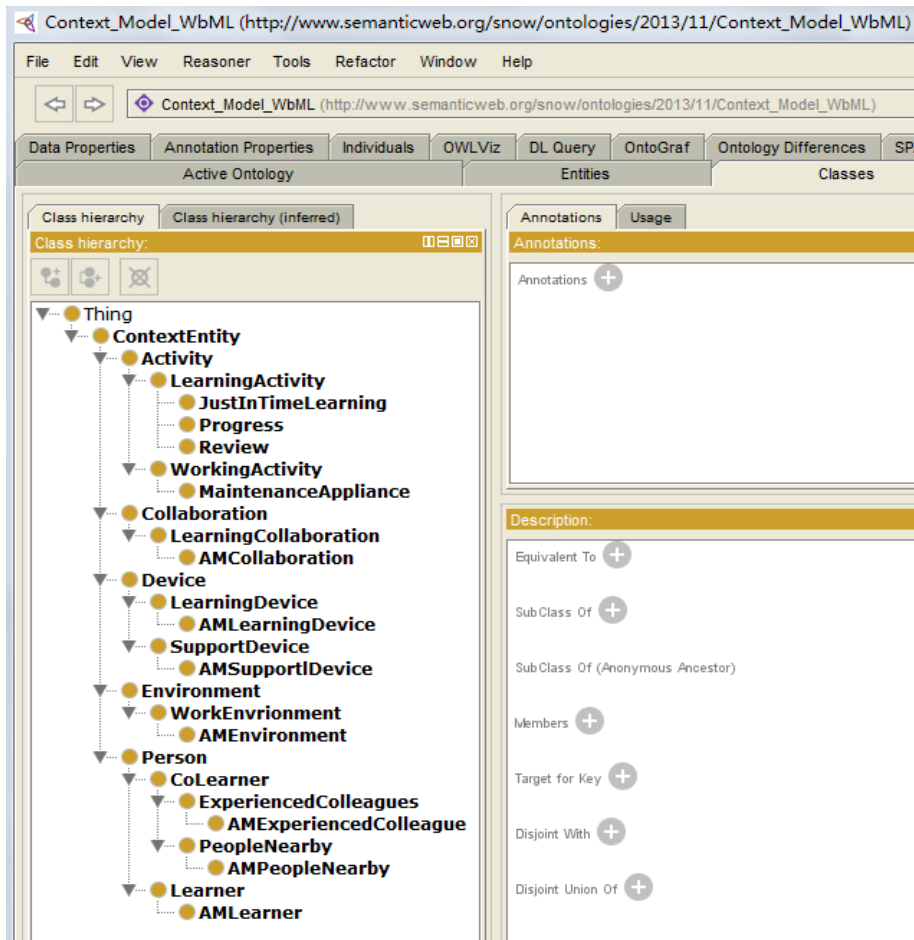 Context_Model_WbML (http://www.semanticweb.org/snow/ontologies/2013/11/Context_Model_WbML)
File Edit View Reasoner Tools Refactor Window Help
Context_Model_WbML (http://www.semanticweb.org/snow/ontologies/2013/11/Context_Model_WbML)
Data Properties Annotation Properties Individuals OWLViz DL Query OntoGraf Ontology Differences
Active Ontology Entities Classes
Class hierarchy Class hierarchy (inferred)
Class hierarchy:
Thing
ContextEntity
Activity
LearningActivity
JustInTimeLearning
Progress
Review
WorkingActivity
MaintenanceAppliance
Collaboration
LearningCollaboration
AMCollaboration
Device
LearningDevice
AMLearningDevice
SupportDevice
AMSupportlDevice
Environment
WorkEnvrionment
AMEnvironment
Person
CoLearner
ExperiencedColleagues
AMExperiencedColleague
PeopleNearby
AMPeopleNearby
Learner
AMLearner
Annotations Usage
Annotations:
Annotations
Description:
Equivalent To
SubClass Of
SubClass Of (Anonymous Ancestor)
Members
Target for Key
Disjoint With
Disjoint Union Of